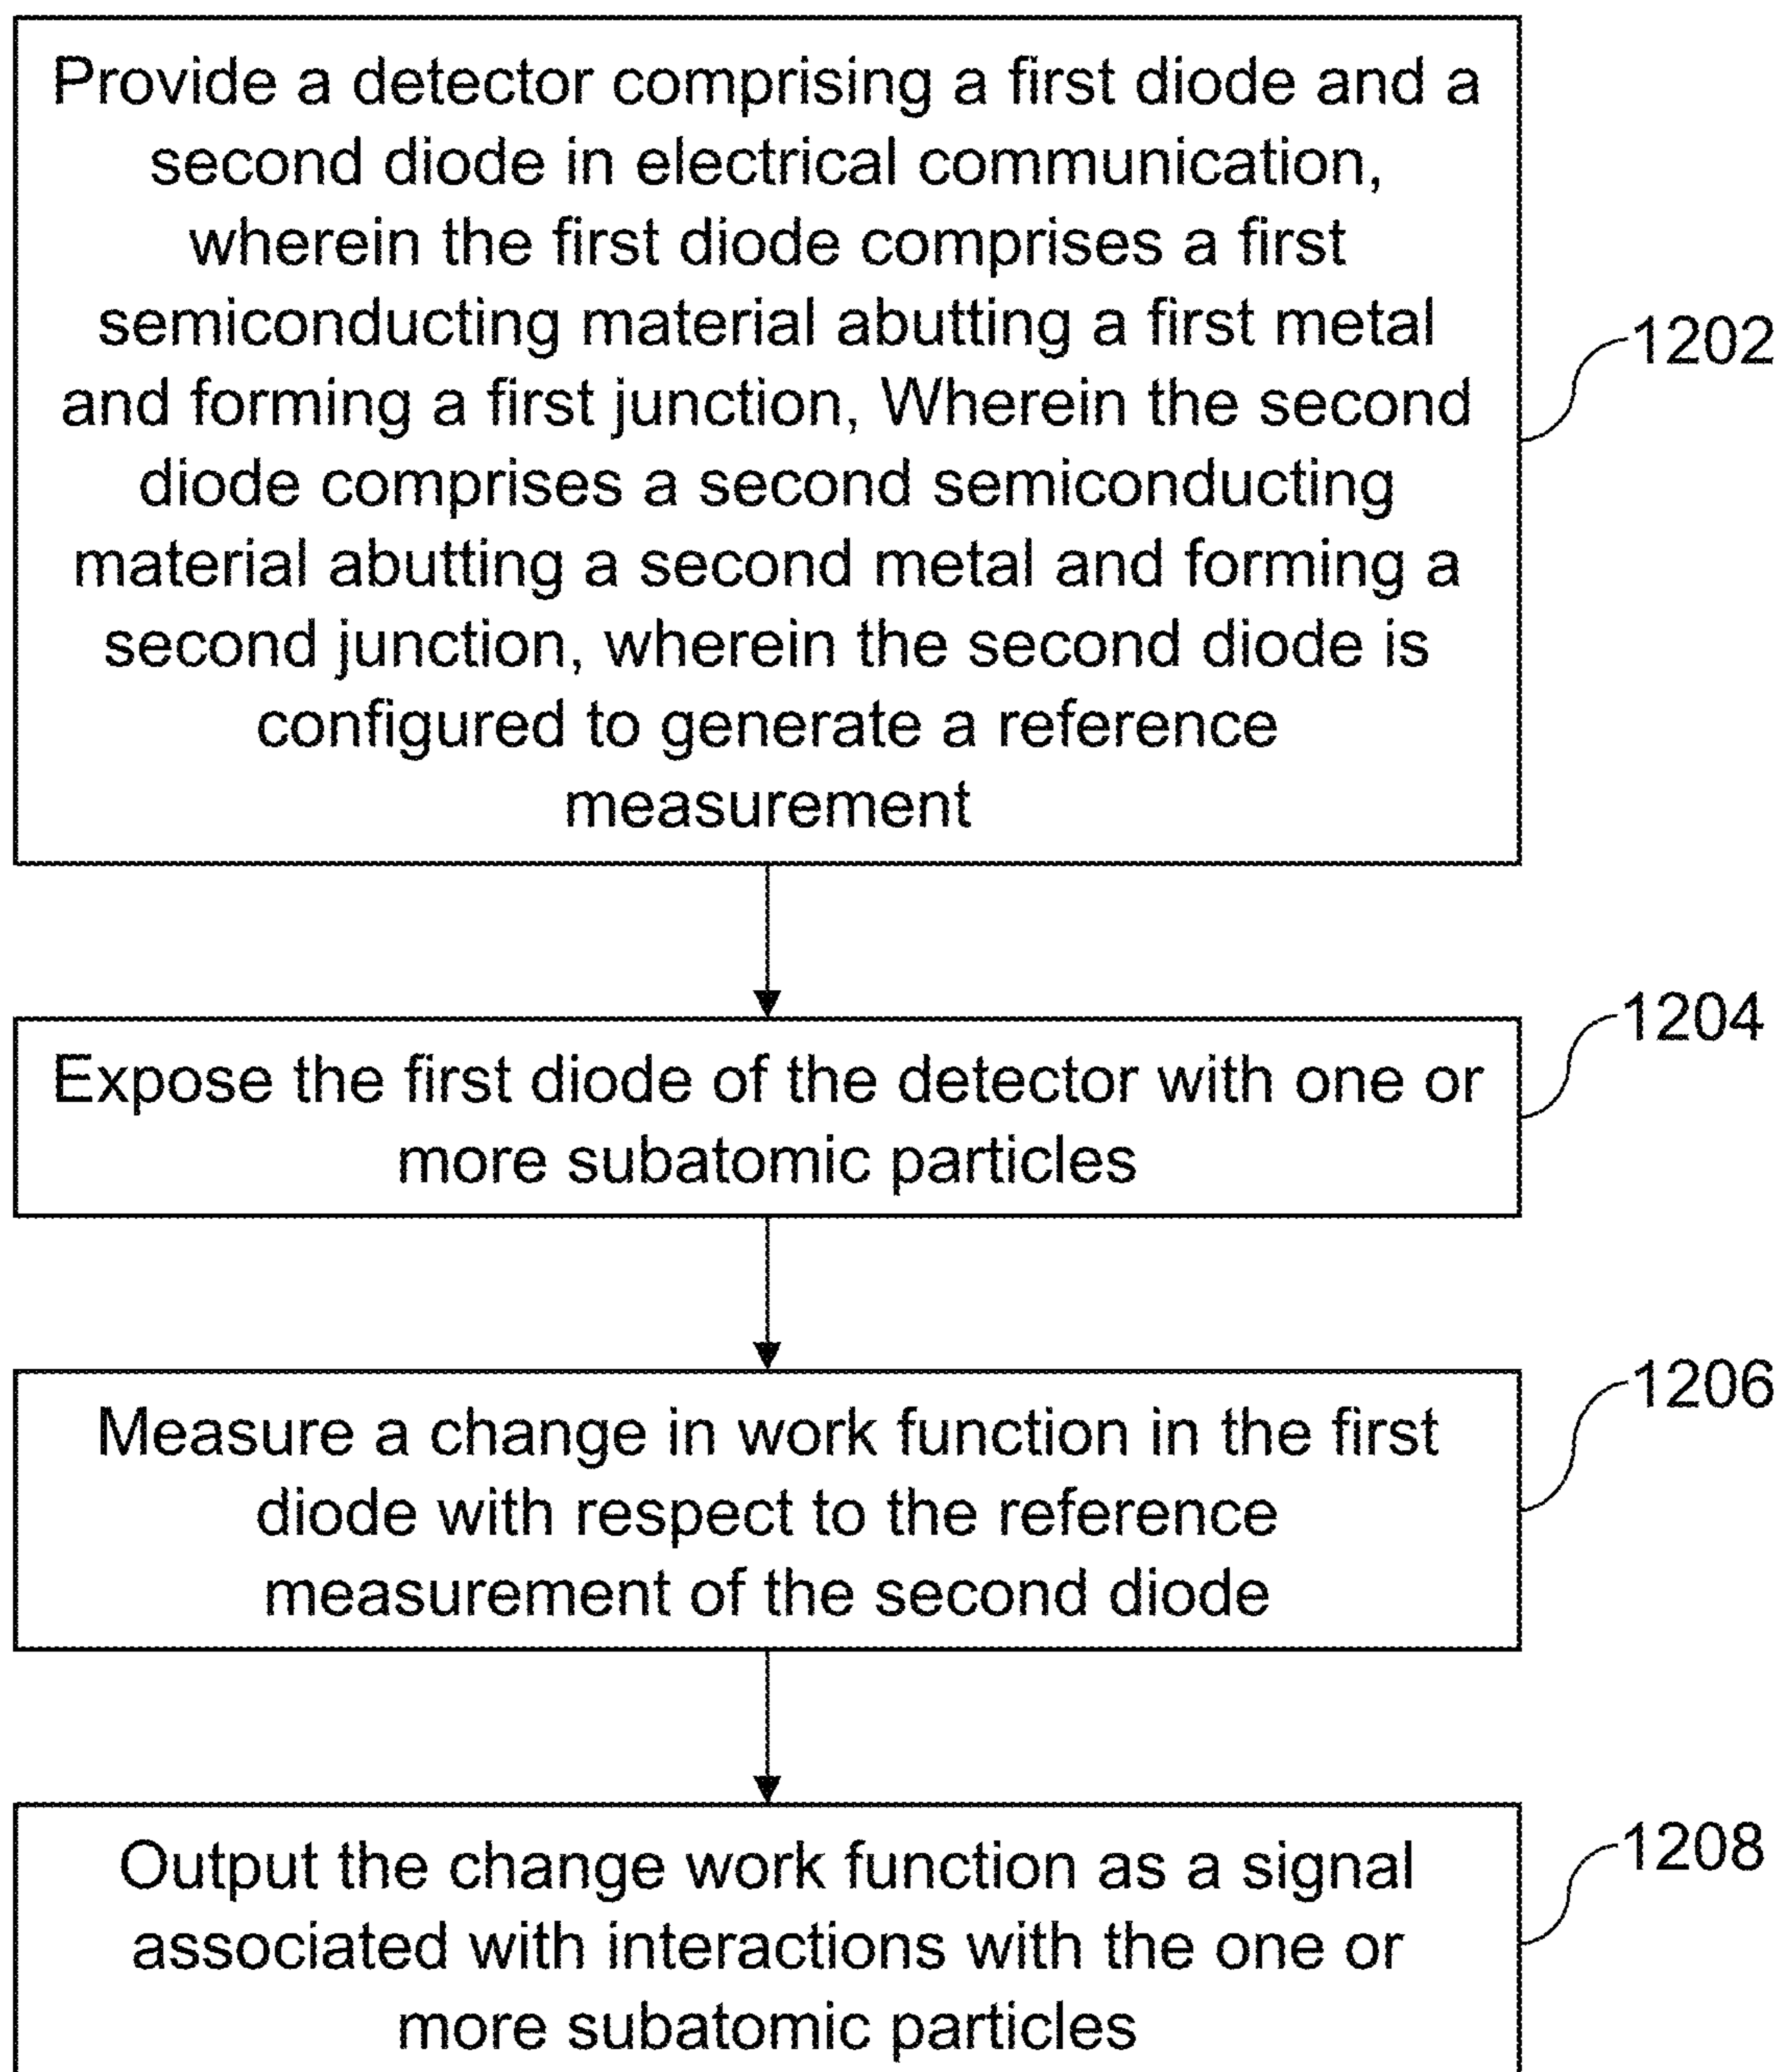 Provide a detector comprising a first diode and a
second diode in electrical communication,
wherein the first diode comprises a first
semiconducting material abutting a first metal
and forming a first junction, Wherein the second
diode comprises a second semiconducting
material abutting a second metal and forming a
second junction, wherein the second diode is
configured to generate a reference
measurement
1202
Expose the first diode of the detector with one or
more subatomic particles
1204
Measure a change in work function in the first
diode with respect to the reference
measurement of the second diode
1206
Output the change work function as a signal
associated with interactions with the one or
more subatomic particles
1208